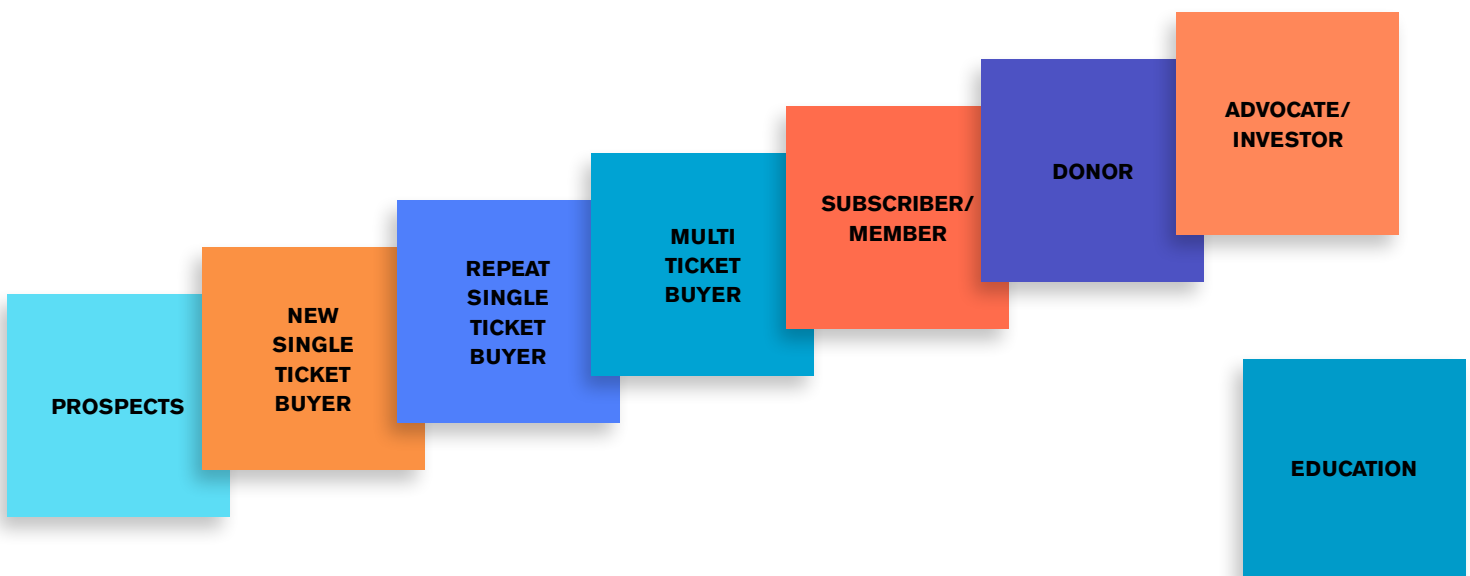 PROSPECTS
NEW
SINGLE
TICKET
BUYER
REPEAT
SINGLE
TICKET
BUYER
MULTI
TICKET
BUYER
SUBSCRIBER/
MEMBER
DONOR
ADVOCATE/
INVESTOR
EDUCATION